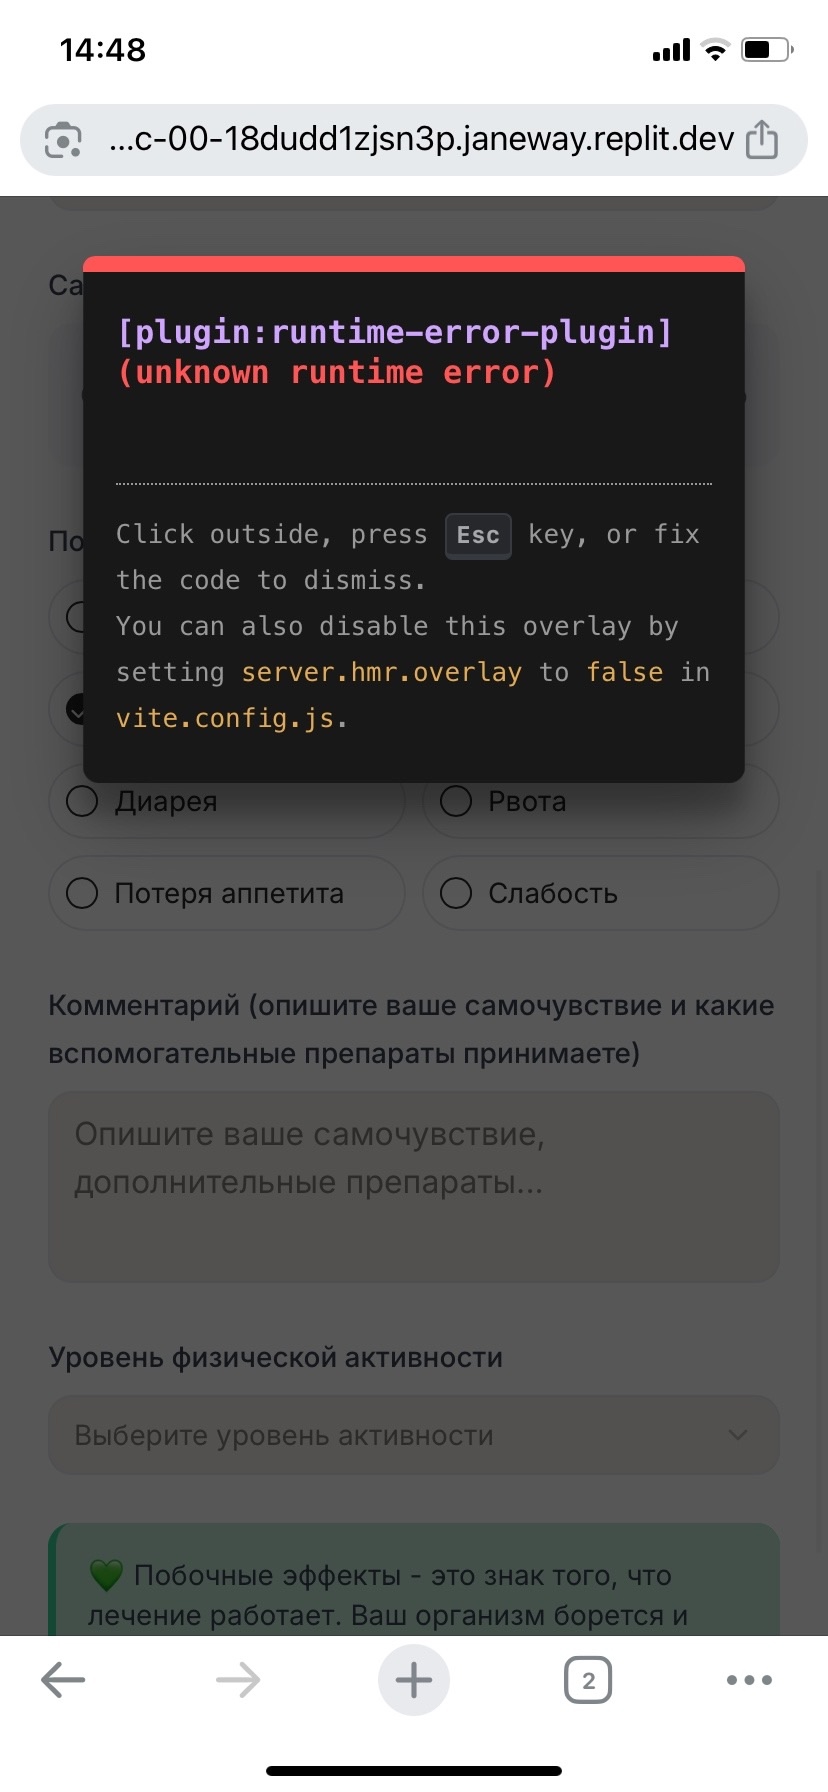 14:48
...c-00-18dudd1zjsn3p.janeway.replit.dev
Са
[plugin:runtime-error-plugin]
(unknown runtime error)
По
Click outside, press Esc key, or fix
the code to dismiss.
You can also disable this overlay by
setting server.hmr.overlay to false in
vite.config.js.
Диарея
Рвота
Потеря аппетита
Слабость
Комментарий (опишите ваше самочувствие и какие
вспомогательные препараты принимаете)
Опишите ваше самочувствие,
дополнительные препараты...
Уровень физической активности
Выберите уровень активности
💚 Побочные эффекты - это знак того, что
лечение работает. Ваш организм борется и
2